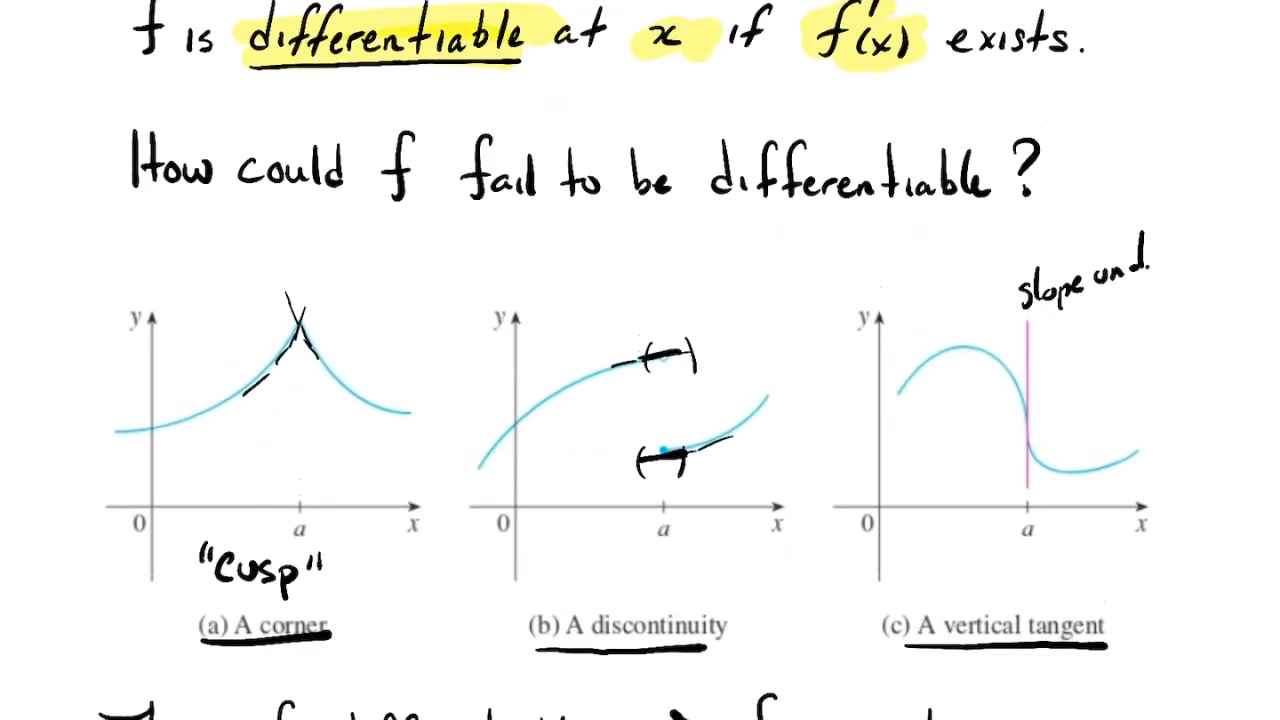 f is differentiable at x if f'(x) exists.
How could f fail to be differentiable?
slope und.
y y y
0 a x 0 a x 0 a x
"Cusp"
(a) A corner (b) A discontinuity (c) A vertical tangent